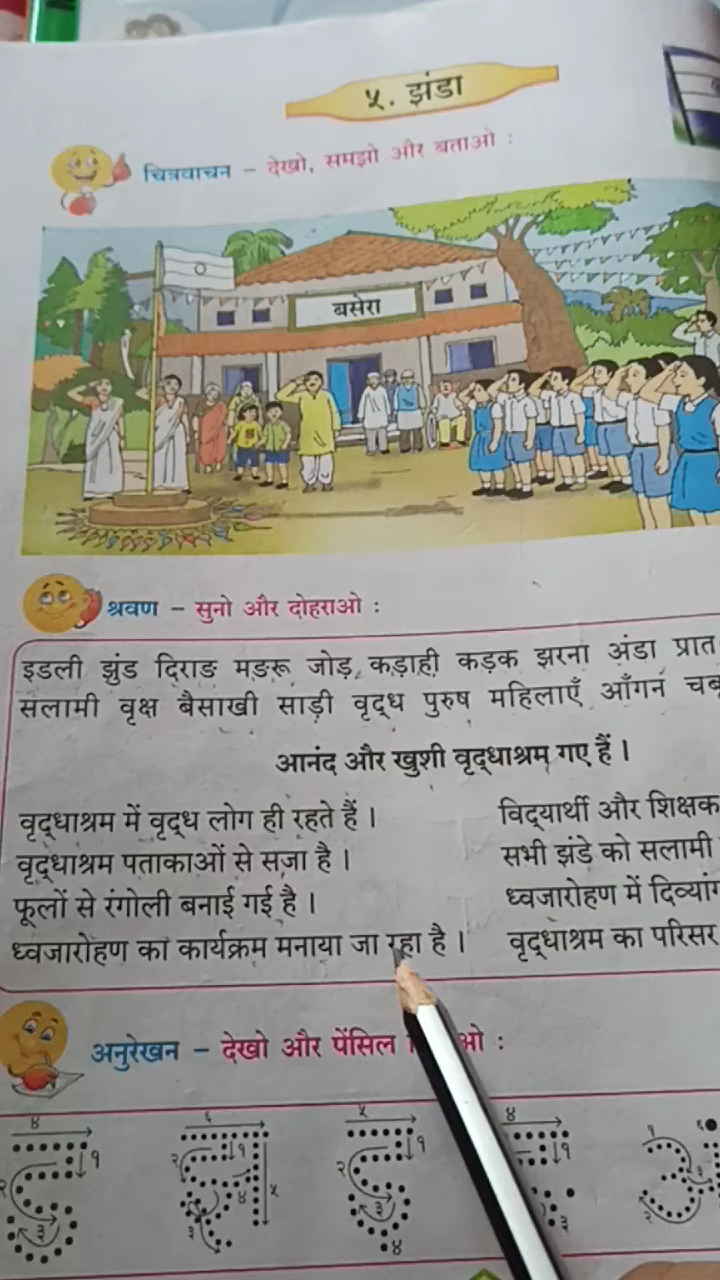 ५. झंडा
चित्रवाचन – देखो, समझो और बताओ :
बसेरा
श्रवण – सुनो और दोहराओ :
इडली झुंड दिराङ मङरू जोड़ कड़ाही कड़क झरना अंडा प्रात
सलामी वृक्ष बैसाखी साड़ी वृद्ध पुरुष महिलाएँ आँगन
आनंद और खुशी वृद्धाश्रम गए हैं ।
वृद्धाश्रम में वृद्ध लोग ही रहते हैं ।
वृद्धाश्रम पताकाओं से सजा है ।
फूलों से रंगोली बनाई गई है ।
ध्वजारोहण का कार्यक्रम मनाया जा रहा है ।
विद्यार्थी और शिक्षक
सभी झंडे को सलामी
ध्वजारोहण में दिव्यांग
वृद्धाश्रम का परिसर
अनुरेखन – देखो और पेंसिल :
इ ञ ङ